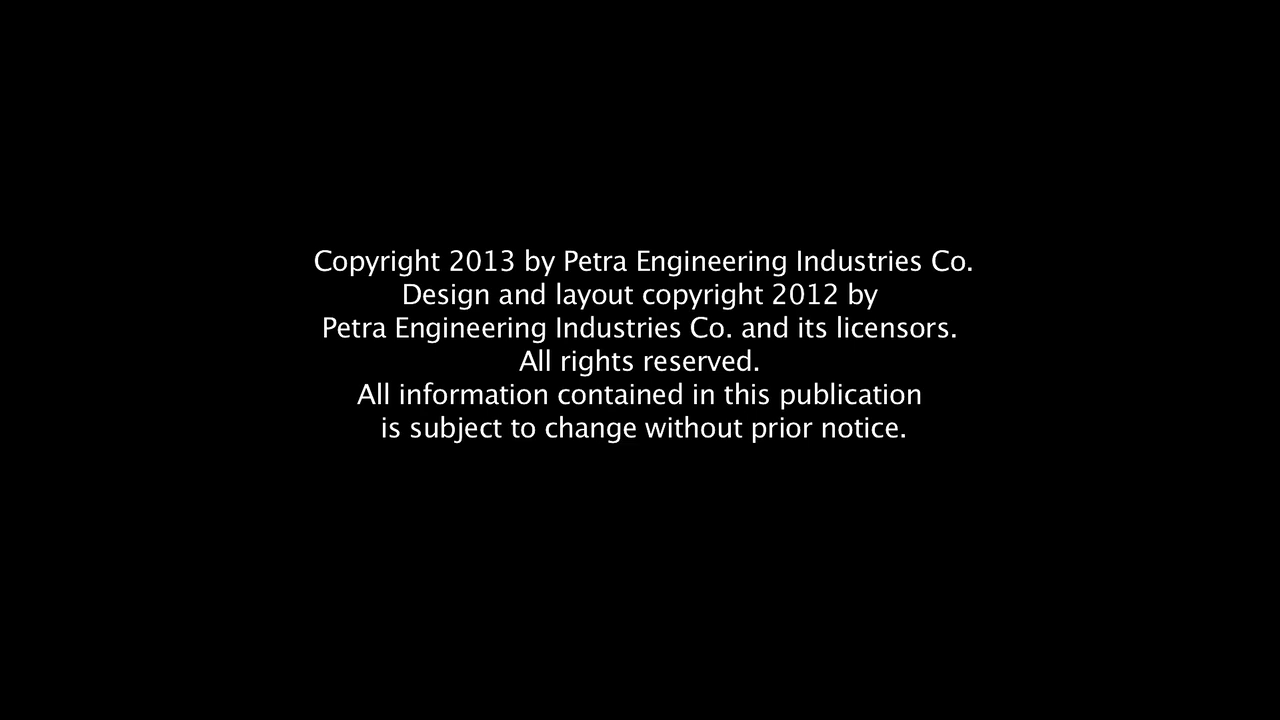 Copyright 2013 by Petra Engineering Industries Co.
Design and layout copyright 2012 by
Petra Engineering Industries Co. and its licensors.
All rights reserved.
All information contained in this publication
is subject to change without prior notice.